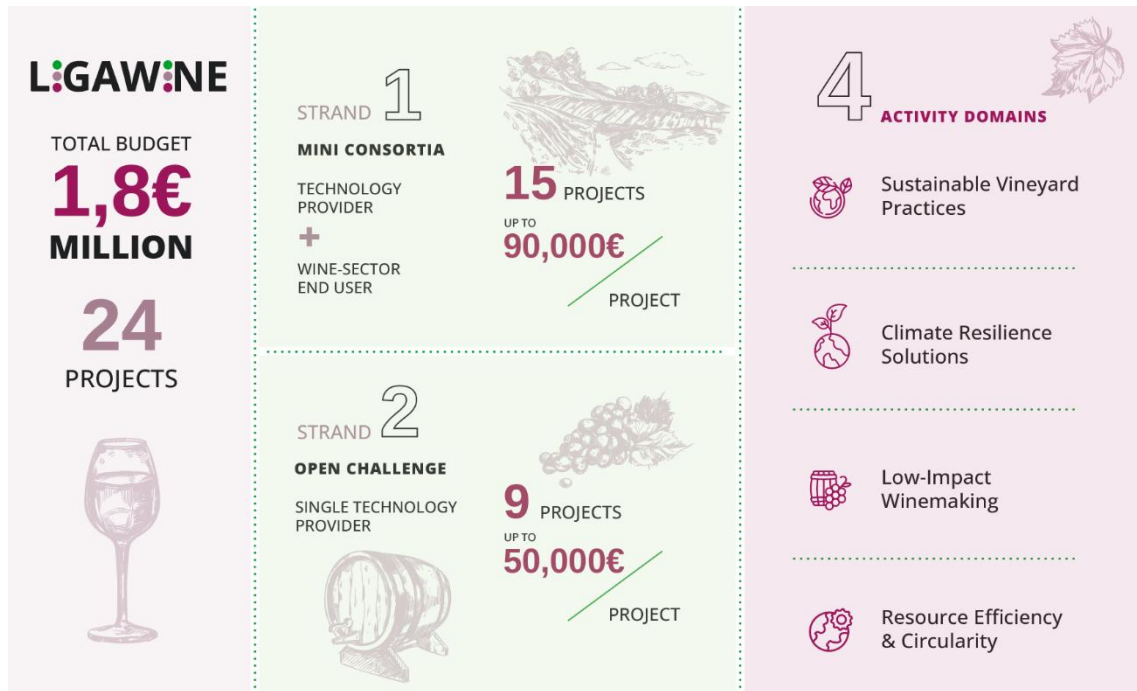 LIGAWINE
TOTAL BUDGET
1,8€
MILLION
24
PROJECTS
STRAND 1
MINI CONSORTIA
TECHNOLOGY
PROVIDER
+
WINE-SECTOR
END USER
15 PROJECTS
UP TO
90,000€
PROJECT
STRAND 2
OPEN CHALLENGE
SINGLE TECHNOLOGY
PROVIDER
9 PROJECTS
UP TO
50,000€
PROJECT
4 ACTIVITY DOMAINS
Sustainable Vineyard
Practices
Climate Resilience
Solutions
Low-Impact
Winemaking
Resource Efficiency
& Circularity